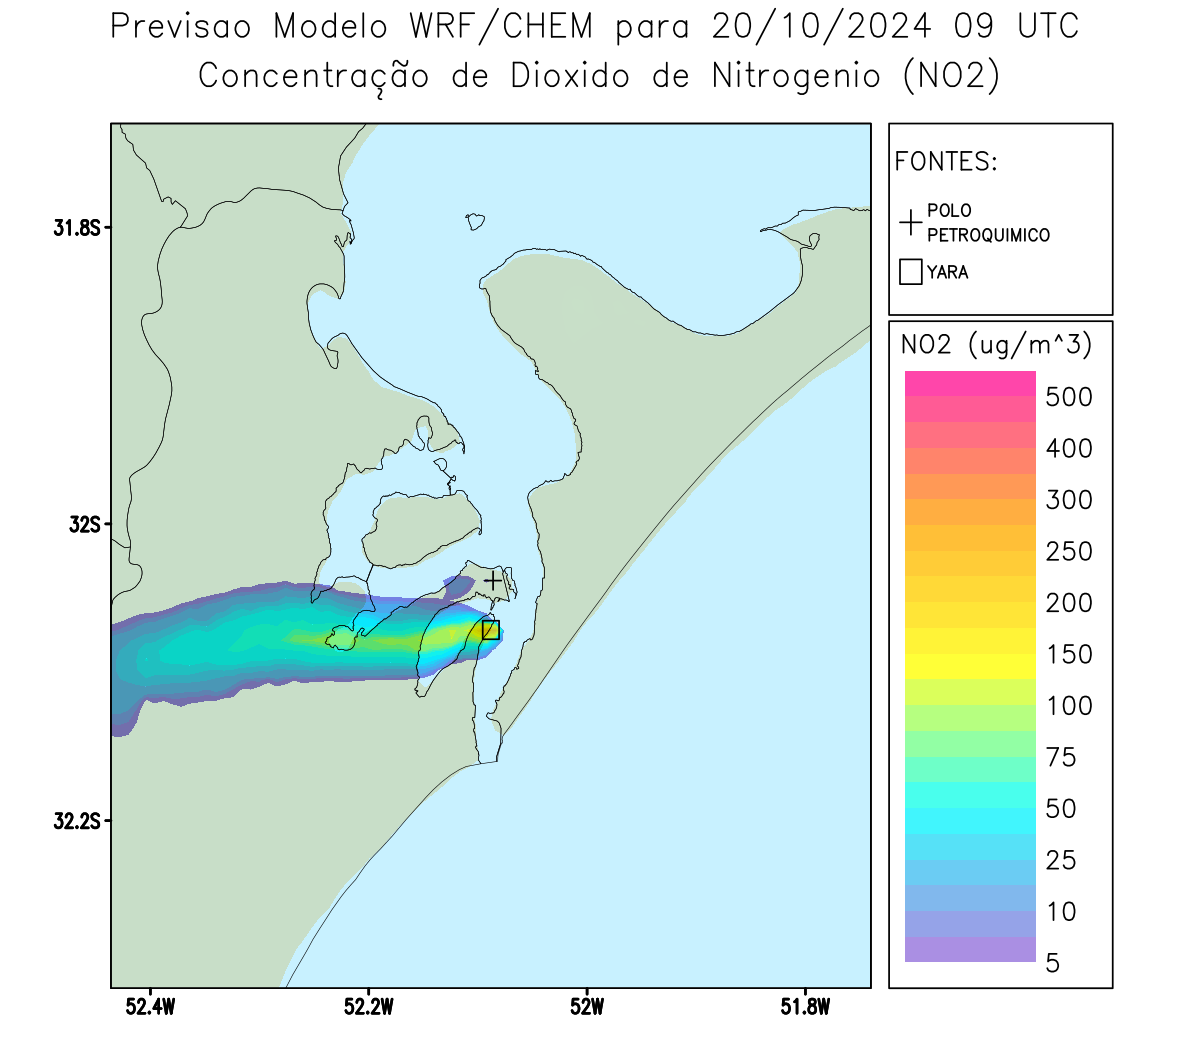 Previsao Modelo WRF/CHEM para 20/10/2024 09 UTC
Concentração de Dioxido de Nitrogenio (NO2)
FONTES:
POLO
PETROQUIMICO
YARA
NO2 (ug/m^3)
500
400
300
250
200
150
100
75
50
25
10
5
31.8S
32S
32.2S
52.4W
52.2W
52W
51.8W